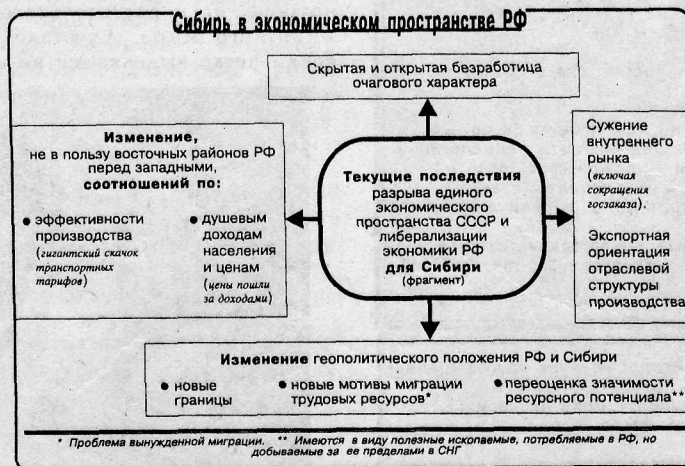 Сибирь в экономическом пространстве РФ
Скрытая и открытая безработица
очагового характера
Изменение,
не в пользу восточных районов РФ
перед западными,
соотношений по:
● эффективности
производства
(гигантский скачок
транспортных
тарифов)
● душевым
доходам
населения
и ценам
(цены пошли
за доходами)
Текущие последствия
разрыва единого
экономического
пространства СССР и
либерализации
экономики РФ
для Сибири
(фрагмент)
Сужение
внутреннего
рынка
(включая
сокращения
госзаказа).
Экспортная
ориентация
отраслевой
структуры
производства
Изменение геополитического положения РФ и Сибири
● новые
границы
● новые мотивы миграции
трудовых ресурсов*
● переоценка значимости
ресурсного потенциала**
* Проблема вынужденной миграции. ** Имеются в виду полезные ископаемые, потребляемые в РФ, но
добываемые за ее пределами в СНГ